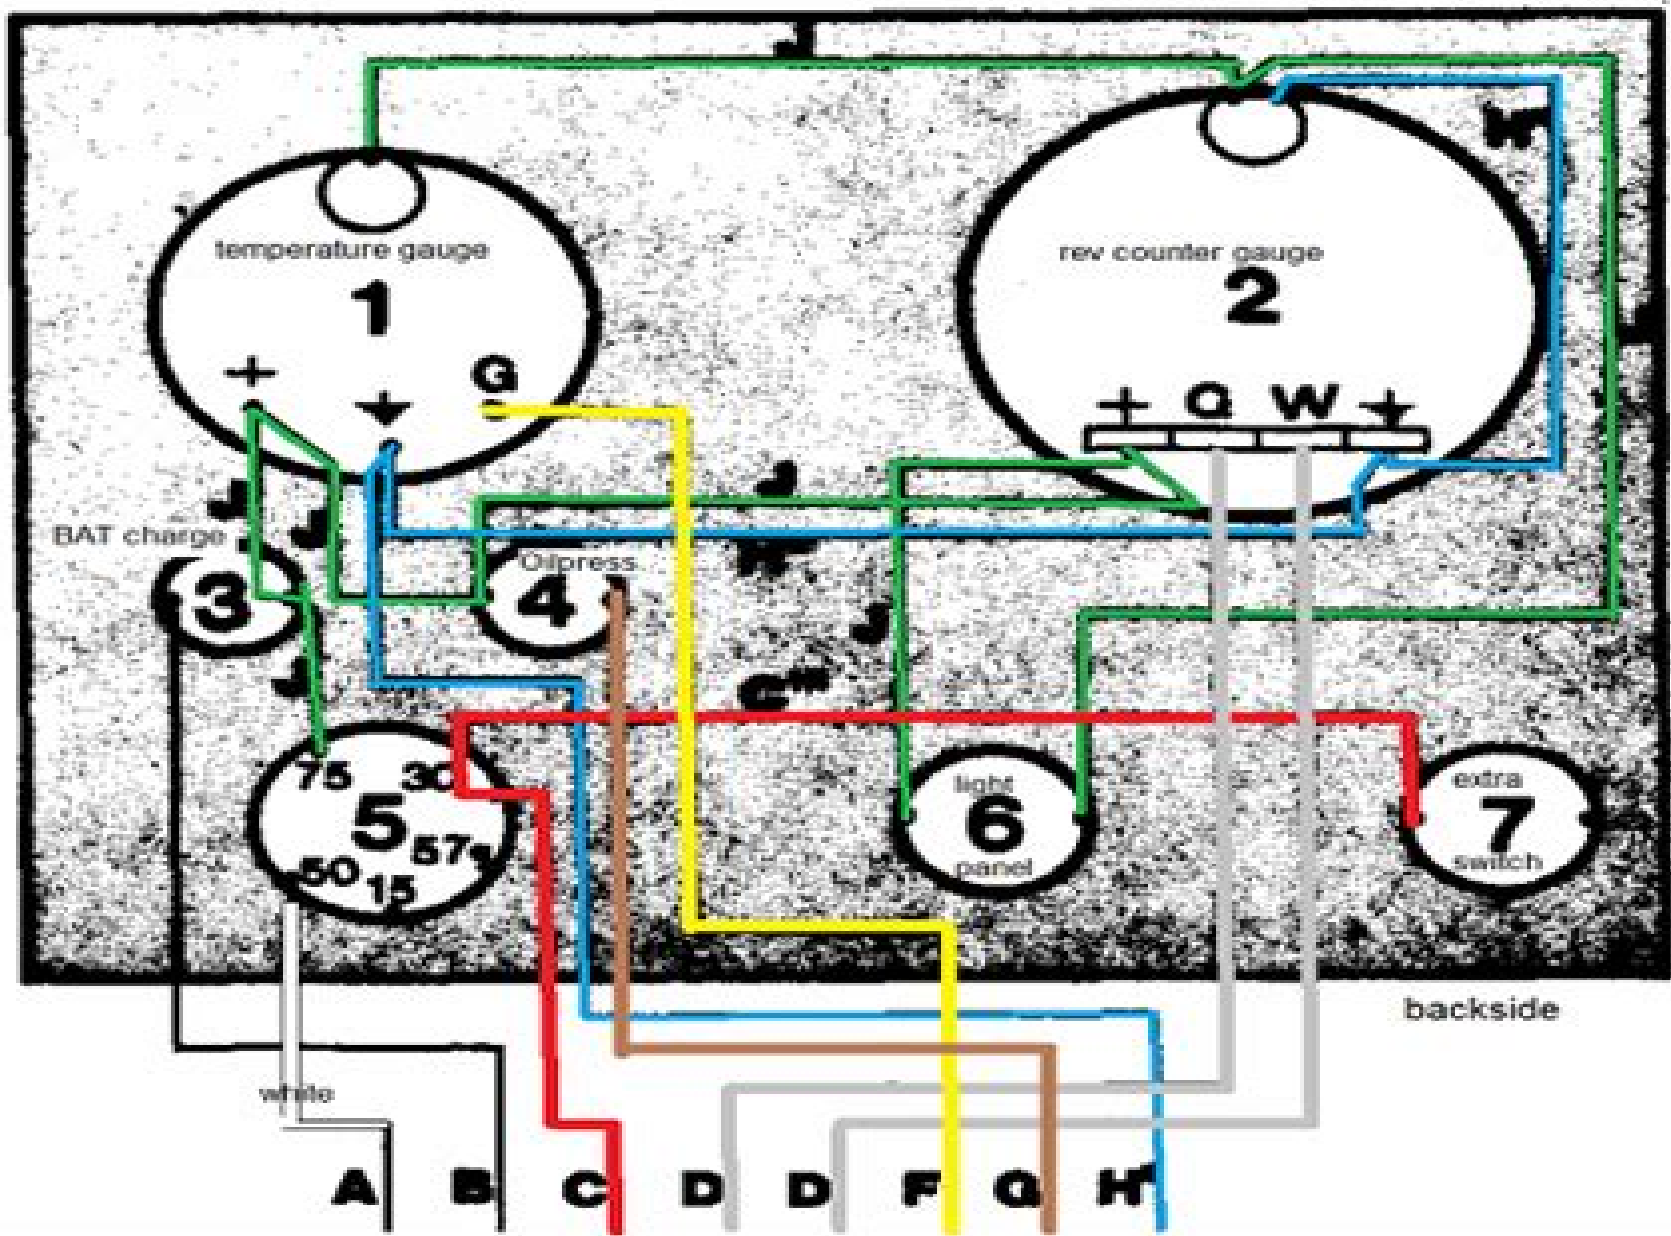 J
H"
temperature gauge
1
+
G
rev counter gauge
2
+ G W
J
J
J
BAT charge
3
Oilpress
4
H"
J
J
C"
75 30
5
57a
50 15
light
6
panel
extra
7
switch
backside
white
A B C D D F G H'